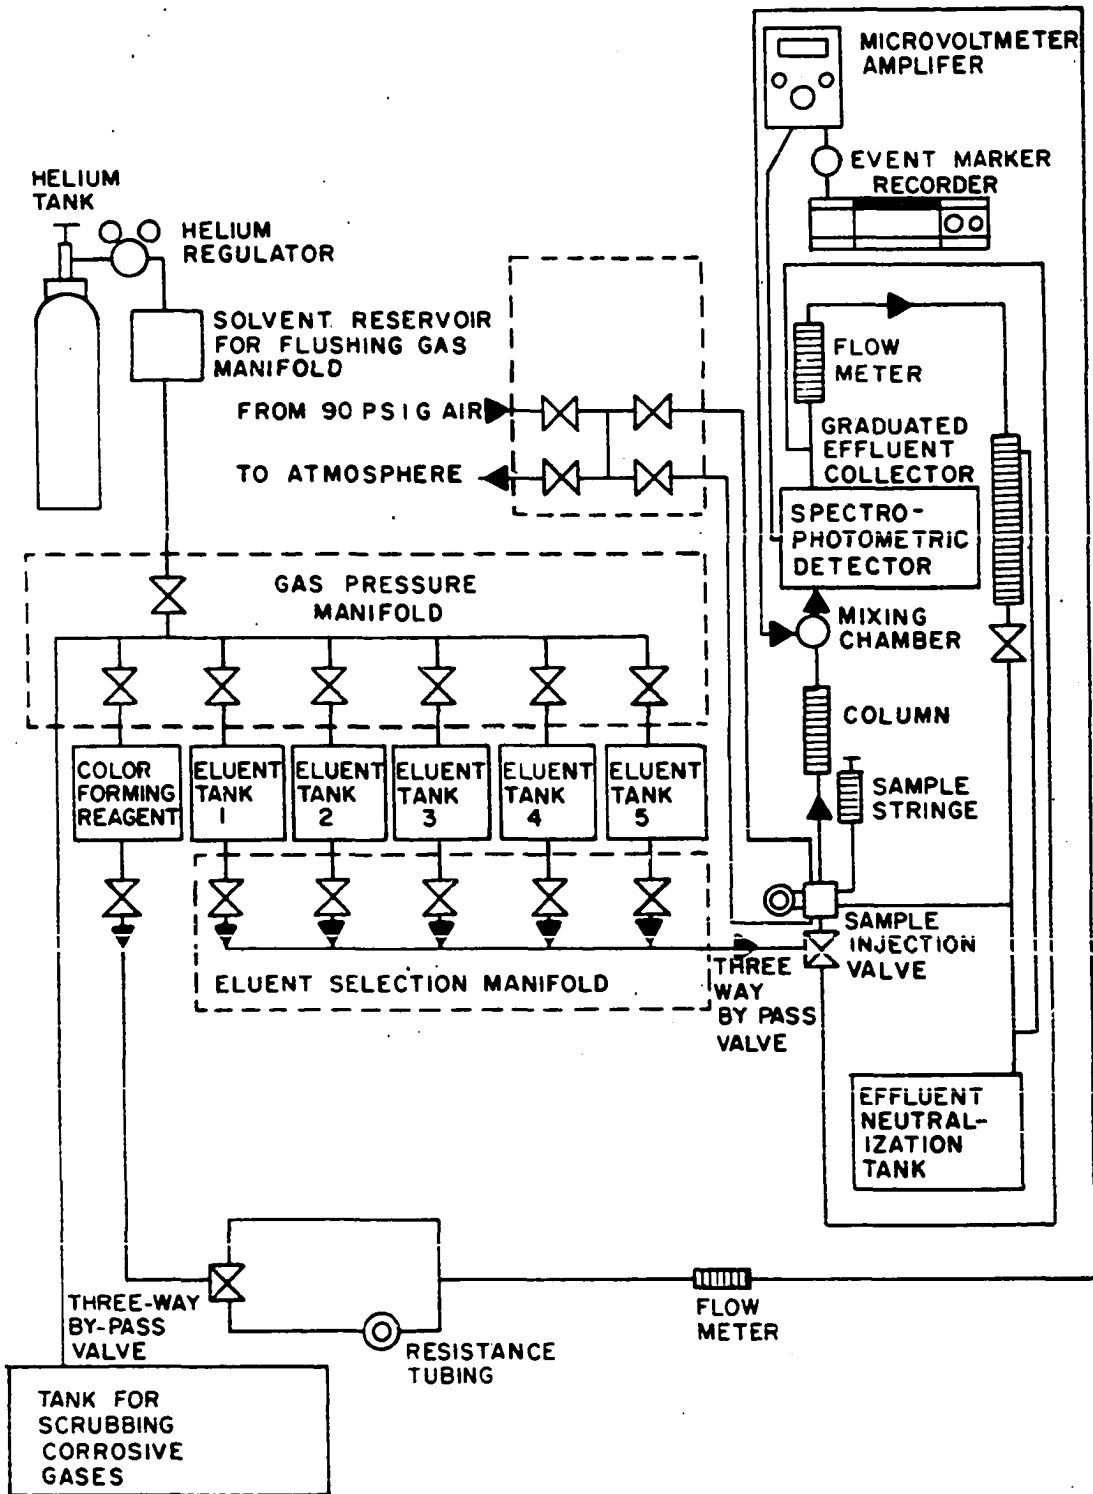 MICROVOLTMETER
AMPLIFER
EVENT MARKER
RECORDER
HELIUM
TANK
HELIUM
REGULATOR
SOLVENT RESERVOIR
FOR FLUSHING GAS
MANIFOLD
FROM 90 PSIG AIR
TO ATMOSPHERE
FLOW
METER
GRADUATED
EFFLUENT
COLLECTOR
SPECTRO-
PHOTOMETRIC
DETECTOR
GAS PRESSURE
MANIFOLD
MIXING
CHAMBER
COLUMN
COLOR
FORMING
REAGENT
ELUENT
TANK
1
ELUENT
TANK
2
ELUENT
TANK
3
ELUENT
TANK
4
ELUENT
TANK
5
SAMPLE
STRINGE
SAMPLE
INJECTION
VALVE
ELUENT SELECTION MANIFOLD
THREE
WAY
BY PASS
VALVE
EFFLUENT
NEUTRAL-
IZATION
TANK
THREE-WAY
BY-PASS
VALVE
RESISTANCE
TUBING
FLOW
METER
TANK FOR
SCRUBBING
CORROSIVE
GASES